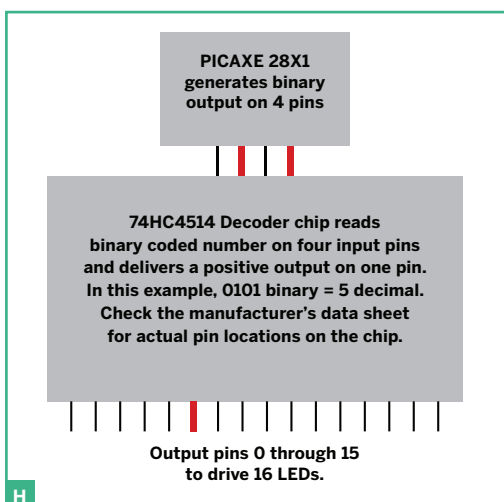 PICAXE 28X1
generates binary
output on 4 pins
74HC4514 Decoder chip reads
binary coded number on four input pins
and delivers a positive output on one pin.
In this example, 0101 binary = 5 decimal.
Check the manufacturer's data sheet
for actual pin locations on the chip.
Output pins 0 through 15
to drive 16 LEDs.
H